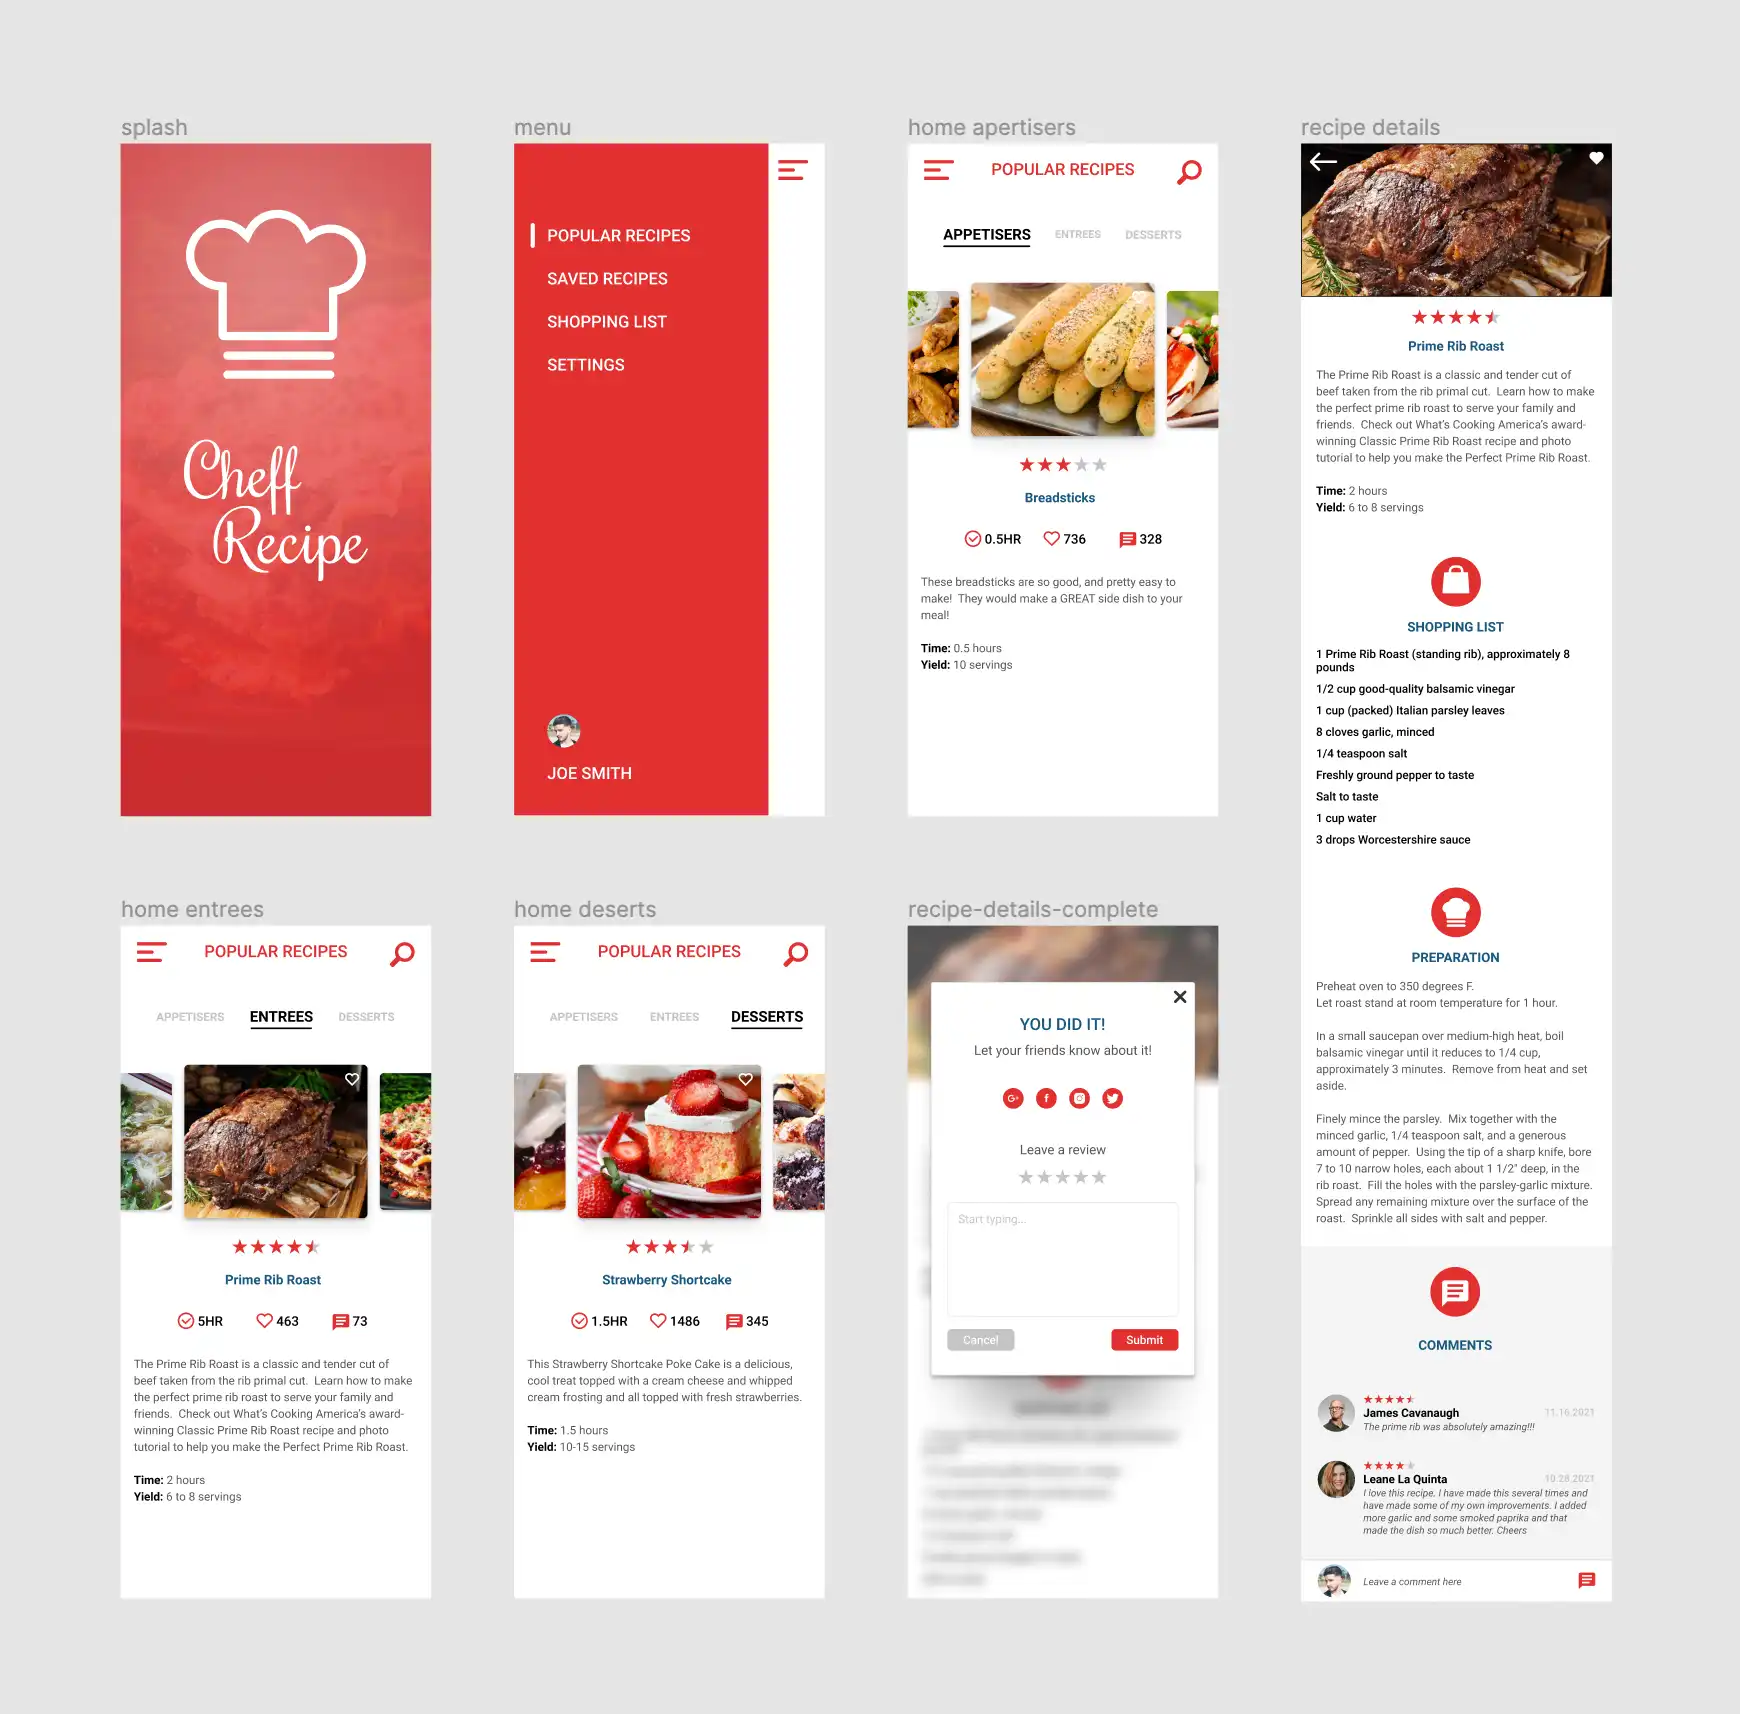 splash
Cheff
Recipe
menu
POPULAR RECIPES
SAVED RECIPES
SHOPPING LIST
SETTINGS
JOE SMITH
home apertisers
POPULAR RECIPES
APPETISERS ENTREES DESSERTS
Breadsticks
0.5HR 736 328
These breadsticks are so good, and pretty easy to
make! They would make a GREAT side dish to your
meal!
Time: 0.5 hours
Yield: 10 servings
recipe details
Prime Rib Roast
The Prime Rib Roast is a classic and tender cut of
beef taken from the rib primal cut. Learn how to make
the perfect prime rib roast to serve your family and
friends. Check out What's Cooking America's award-
winning Classic Prime Rib Roast recipe and photo
tutorial to help you make the Perfect Prime Rib Roast.
Time: 2 hours
Yield: 6 to 8 servings
SHOPPING LIST
1 Prime Rib Roast (standing rib), approximately 8
pounds
1/2 cup good-quality balsamic vinegar
1 cup (packed) Italian parsley leaves
8 cloves garlic, minced
1/4 teaspoon salt
Freshly ground pepper to taste
Salt to taste
1 cup water
3 drops Worcestershire sauce
PREPARATION
Preheat oven to 350 degrees F.
Let roast stand at room temperature for 1 hour.
In a small saucepan over medium-high heat, boil
balsamic vinegar until it reduces to 1/4 cup,
approximately 3 minutes. Remove from heat and set
aside.
Finely mince the parsley. Mix together with the
minced garlic, 1/4 teaspoon salt, and a generous
amount of pepper. Using the tip of a sharp knife, bore
7 to 10 narrow holes, each about 1 1/2" deep, in the
rib roast. Fill the holes with the parsley-garlic mixture.
Spread any remaining mixture over the surface of the
roast. Sprinkle all sides with salt and pepper.
COMMENTS
James Cavanaugh 11.16.2021
The prime rib was absolutely amazing!!!
Leane La Quinta 10.28.2021
I love this recipe. I have made this several times and
have made some of my own improvements. I added
more garlic and some smoked paprika and that
made the dish so much better. Cheers
Leave a comment here
home entrees
POPULAR RECIPES
APPETISERS ENTREES DESSERTS
Prime Rib Roast
5HR 463 73
The Prime Rib Roast is a classic and tender cut of
beef taken from the rib primal cut. Learn how to make
the perfect prime rib roast to serve your family and
friends. Check out What's Cooking America's award-
winning Classic Prime Rib Roast recipe and photo
tutorial to help you make the Perfect Prime Rib Roast.
Time: 2 hours
Yield: 6 to 8 servings
home deserts
POPULAR RECIPES
APPETISERS ENTREES DESSERTS
Strawberry Shortcake
1.5HR 1486 345
This Strawberry Shortcake Poke Cake is a delicious,
cool treat topped with a cream cheese and whipped
cream frosting and all topped with fresh strawberries.
Time: 1.5 hours
Yield: 10-15 servings
recipe-details-complete
YOU DID IT!
Let your friends know about it!
G+ f
Leave a review
Start typing...
Cancel Submit